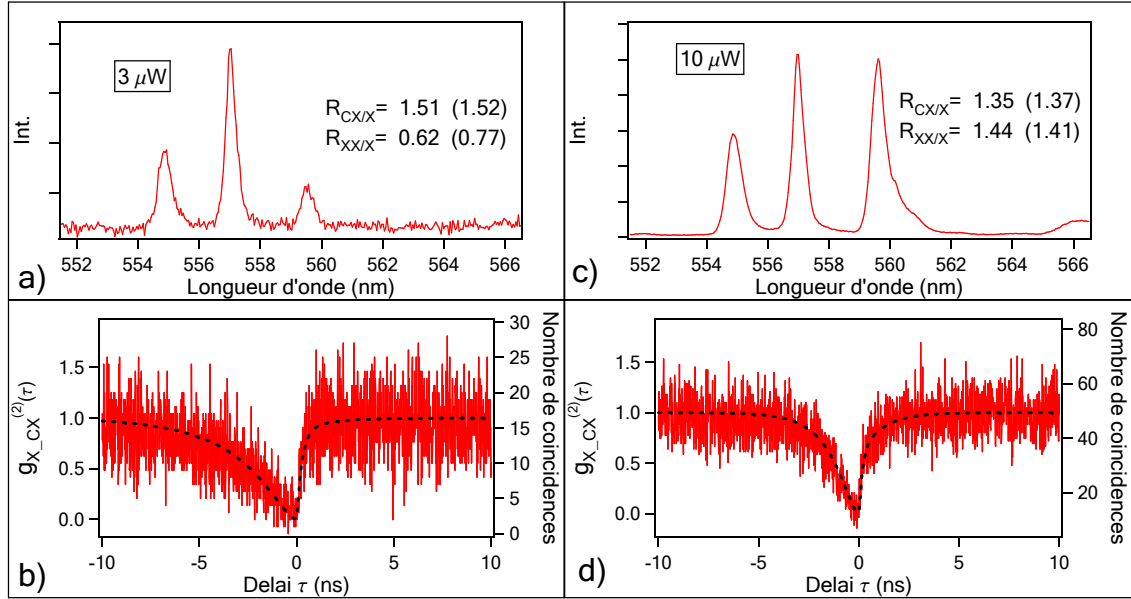 3 μW
R_CX/X= 1.51 (1.52)
R_XX/X= 0.62 (0.77)
Int.
552 554 556 558 560 562 564 566
Longueur d'onde (nm)
a)
10 μW
R_CX/X= 1.35 (1.37)
R_XX/X= 1.44 (1.41)
Int.
552 554 556 558 560 562 564 566
Longueur d'onde (nm)
c)
g_X_CX^(2)(τ)
1.5
1.0
0.5
0.0
30
25
20
15
10
5
0
Nombre de coincidences
-10 -5 0 5 10
Delai τ (ns)
b)
g_X_CX^(2)(τ)
1.5
1.0
0.5
0.0
80
60
40
20
Nombre de coincidences
-10 -5 0 5 10
Delai τ (ns)
d)